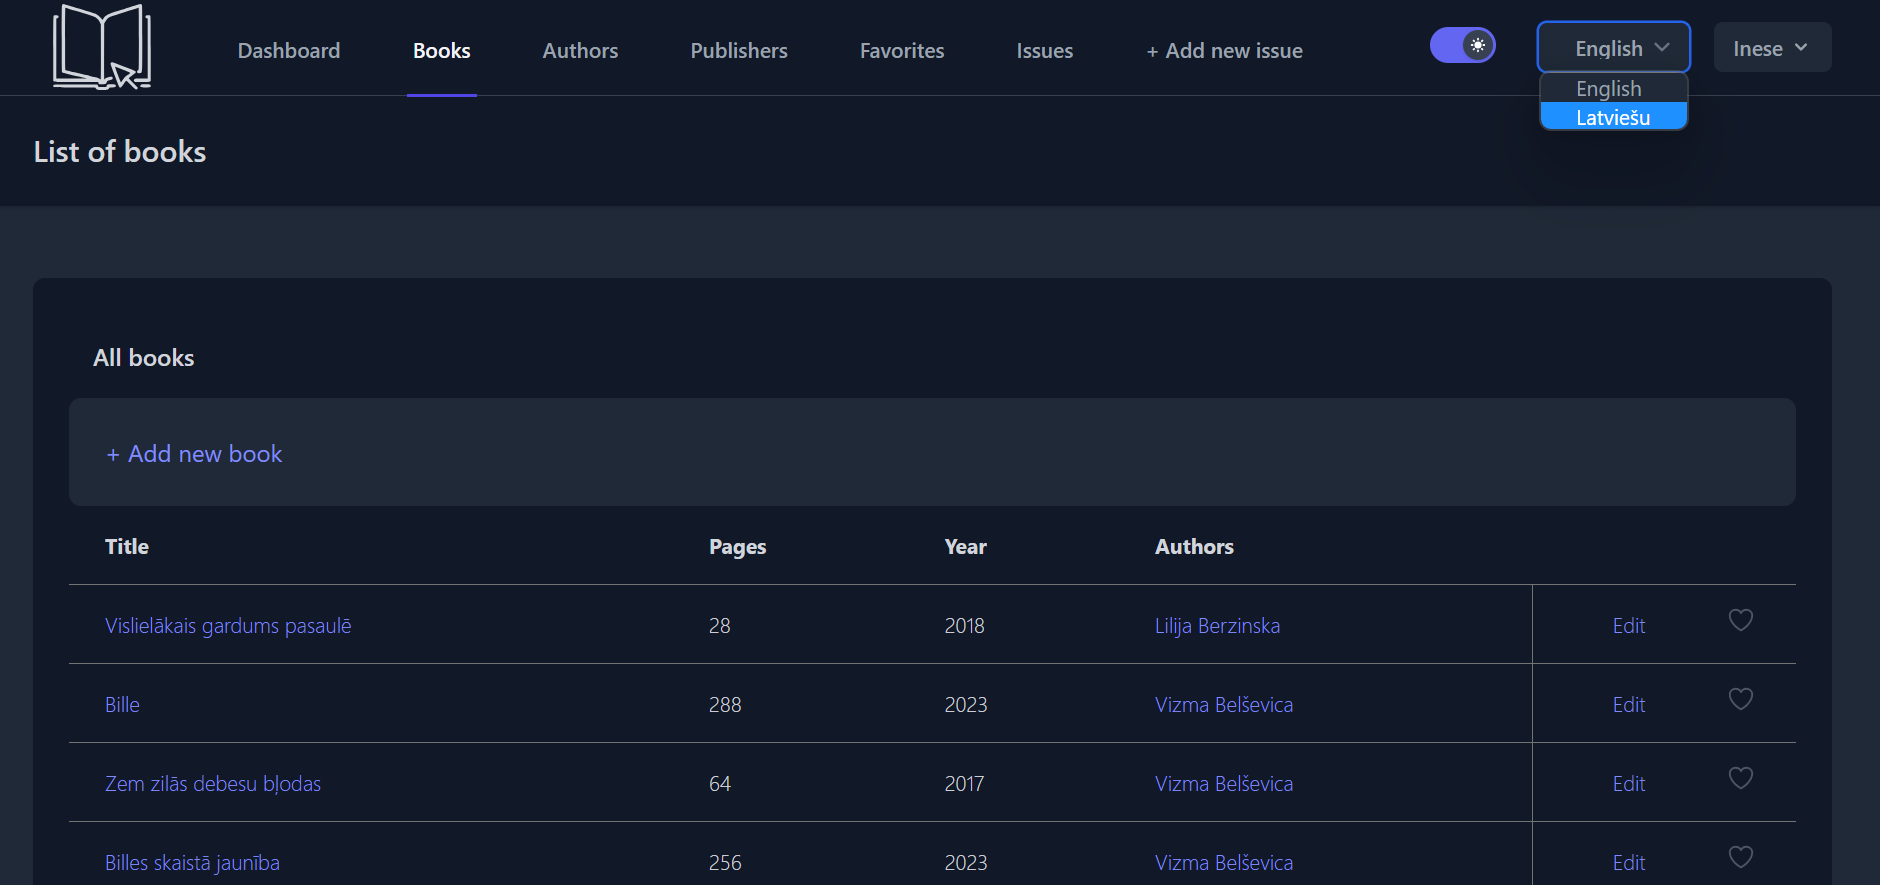 Dashboard Books Authors Publishers Favorites Issues + Add new issue English Inese
English
Latviešu
List of books
All books
+ Add new book
Title Pages Year Authors
Vislielākais gardums pasaulē 28 2018 Lilija Berzinska Edit
Bille 288 2023 Vizma Belševica Edit
Zem zilās debesu bļodas 64 2017 Vizma Belševica Edit
Billes skaistā jaunība 256 2023 Vizma Belševica Edit